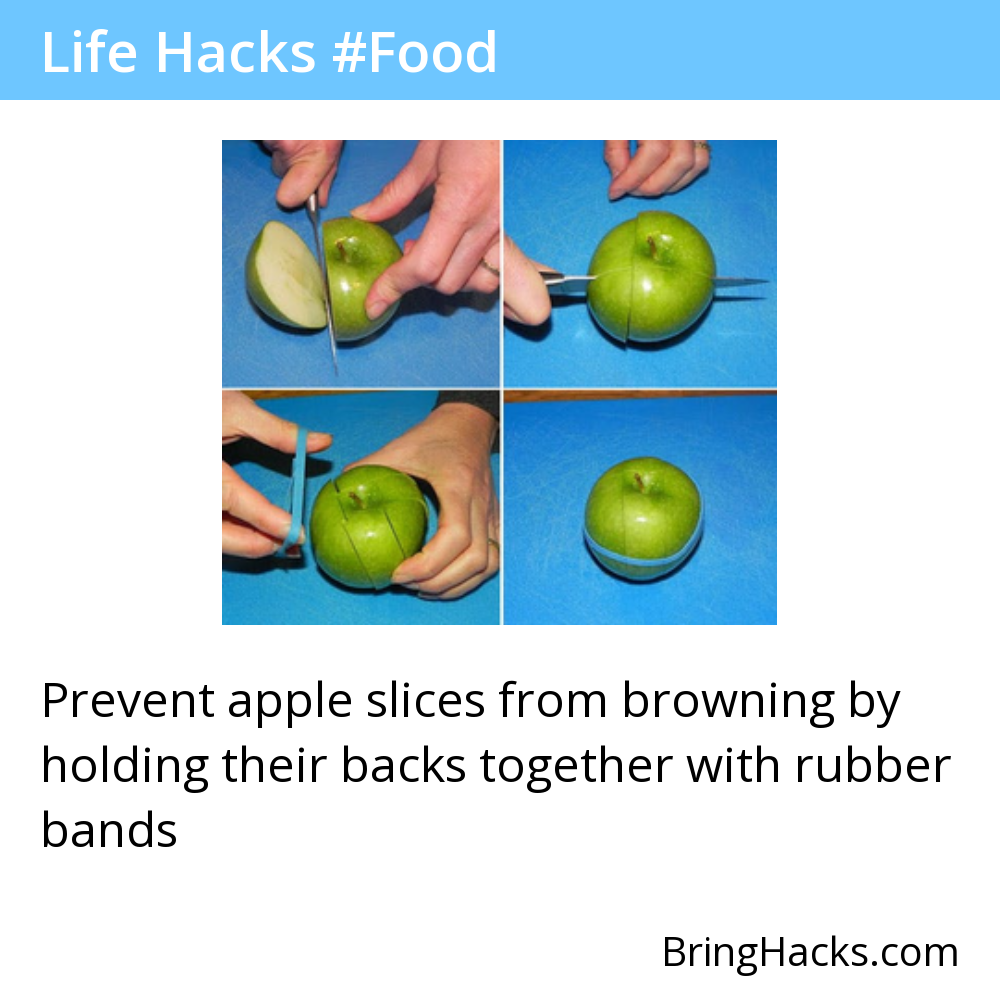 Life Hacks #Food
Prevent apple slices from browning by
holding their backs together with rubber
bands
BringHacks.com